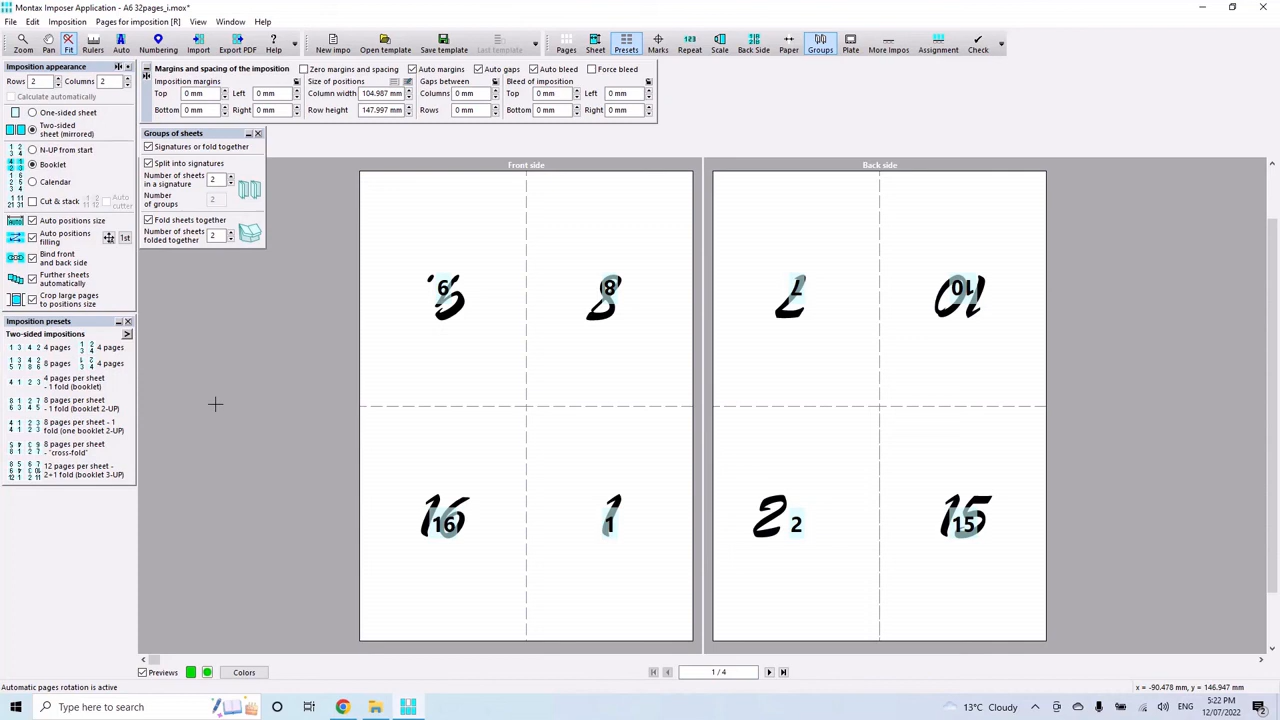 Montax Imposer Application - A6 32pages_i.mox*
File Edit Imposition Pages for imposition [R] View Window Help
Zoom Pan Fit Rulers Auto Numbering Import Export PDF Help New impo Open template Save template Last template Pages Sheet Presets Marks Repeat Scale Back Side Paper Groups Plate More Impos Assignment Check
Imposition appearance
Rows 2 Columns 2
Calculate automatically
One-sided sheet
Two-sided
sheet (mirrored)
N-UP from start
Booklet
Calendar
Cut & stack Auto
cutter
Auto positions size
Auto positions
filling 1st
Bind front
and back side
Further sheets
automatically
Crop large pages
to positions size
Imposition presets
Two-sided impositions >
4 pages 4 pages
8 pages 4 pages
4 pages per sheet
- 1 fold (booklet)
8 pages per sheet
- 1 fold (booklet 2-UP)
8 pages per sheet - 1
fold (one booklet 2-UP)
8 pages per sheet
- "cross-fold"
12 pages per sheet -
2+1 fold (booklet 3-UP)
Margins and spacing of the imposition Zero margins and spacing Auto margins Auto gaps Auto bleed Force bleed
Imposition margins Size of positions Gaps between Bleed of imposition
Top 0 mm Left 0 mm Column width 104.987 mm Columns 0 mm Top 0 mm Left 0 mm
Bottom 0 mm Right 0 mm Row height 147.997 mm Rows 0 mm Bottom 0 mm Right 0 mm
Groups of sheets
Signatures or fold together
Split into signatures
Number of sheets
in a signature 2
Number
of groups 2
Fold sheets together
Number of sheets
folded together 2
Front side Back side
9. 8 7 10
9 8 7 10
16 1 2 15
16 1 2 15
Previews Colors 1 / 4
Automatic pages rotation is active x = -90.478 mm, y = 146.947 mm
Type here to search 13°C Cloudy ENG 5:22 PM
12/07/2022 2